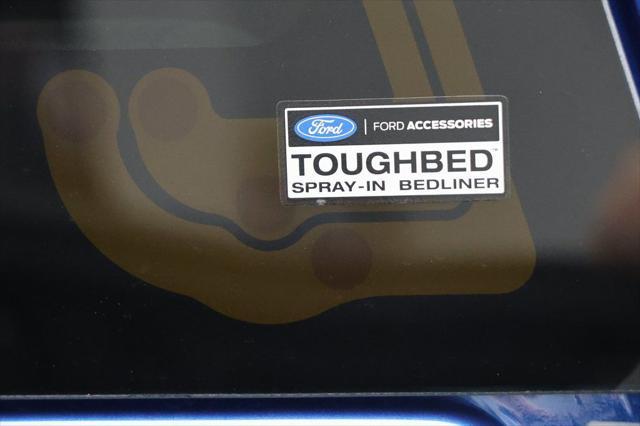 Ford | FORD ACCESSORIES
TOUGHBED™
SPRAY-IN BEDLINER